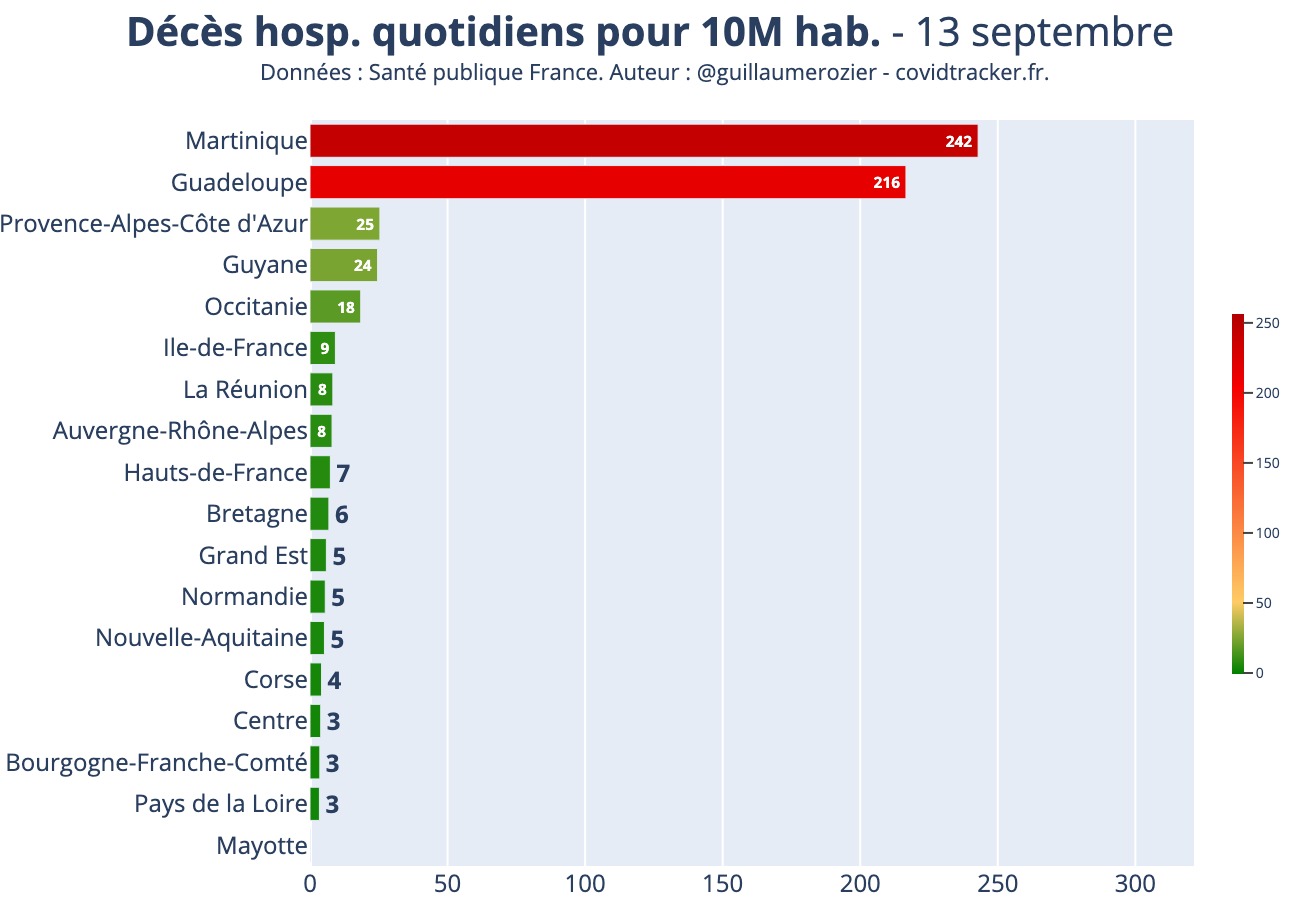 Décès hosp. quotidiens pour 10M hab. - 13 septembre
Données : Santé publique France. Auteur : @guillaumerozier - covidtracker.fr.
Martinique 242
Guadeloupe 216
Provence-Alpes-Côte d'Azur 25
Guyane 24
Occitanie 18
Ile-de-France 9
La Réunion 8
Auvergne-Rhône-Alpes 8
Hauts-de-France 7
Bretagne 6
Grand Est 5
Normandie 5
Nouvelle-Aquitaine 5
Corse 4
Centre 3
Bourgogne-Franche-Comté 3
Pays de la Loire 3
Mayotte
0 50 100 150 200 250 300
250
200
150
100
50
0